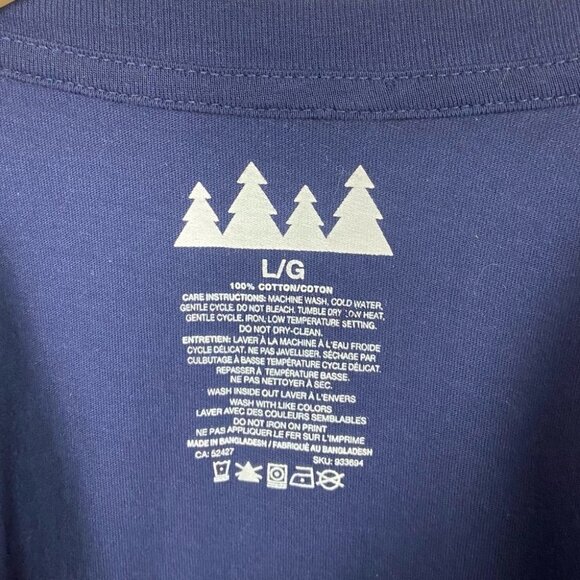 L/G
100% COTTON/COTON
CARE INSTRUCTIONS: MACHINE WASH, COLD WATER,
GENTLE CYCLE. DO NOT BLEACH. TUMBLE DRY LOW HEAT,
GENTLE CYCLE. IRON, LOW TEMPERATURE SETTING.
DO NOT DRY-CLEAN.
ENTRETIEN: LAVER À LA MACHINE À L'EAU FROIDE
CYCLE DÉLICAT. NE PAS JAVELLISER. SÉCHAGE PAR
CULBUTAGE À BASSE TEMPÉRATURE CYCLE DÉLICAT.
REPASSER À TEMPÉRATURE BASSE.
NE PAS NETTOYER À SEC.
WASH INSIDE OUT LAVER À L'ENVERS
WASH WITH LIKE COLORS
LAVER AVEC DES COULEURS SEMBLABLES
DO NOT IRON ON PRINT
NE PAS APPLIQUER LE FER SUR L'IMPRIME
MADE IN BANGLADESH / FABRIQUÉ AU BANGLADESH
CA: 52427 SKU: 933694